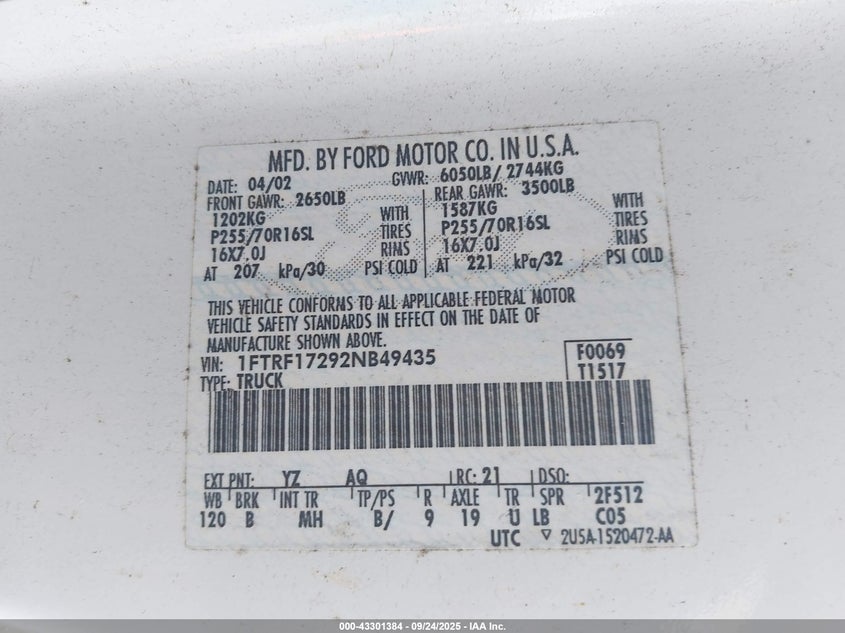 MFD. BY FORD MOTOR CO. IN U.S.A.
DATE: 04/02 GVWR: 6050LB/ 2744KG
FRONT GAWR: 2650LB REAR GAWR: 3500LB
1202KG WITH 1587KG WITH
P255/70R16SL TIRES P255/70R16SL TIRES
16X7.0J RIMS 16X7.0J RIMS
AT 207 kPa/30 PSI COLD AT 221 kPa/32 PSI COLD
THIS VEHICLE CONFORMS TO ALL APPLICABLE FEDERAL MOTOR
VEHICLE SAFETY STANDARDS IN EFFECT ON THE DATE OF
MANUFACTURE SHOWN ABOVE.
VIN: 1FTRF17292NB49435 F0069
TYPE: TRUCK T1517
EXT PNT: YZ AQ RC: 21 DSO:
WB BRK INT TR TP/PS R AXLE TR SPR 2F512
120 B MH B/ 9 19 U LB C05
UTC ▽ 2U5A-1520472-AA
000-43301384 - 09/24/2025 - IAA Inc.